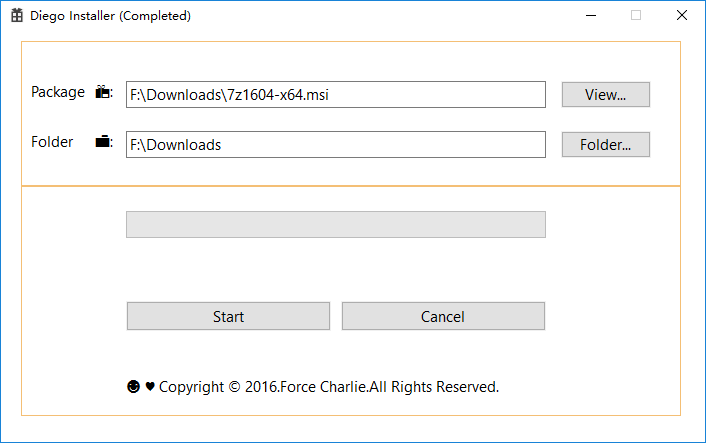 Diego Installer (Completed)
Package 🎁: F:\Downloads\7z1604-x64.msi View...
Folder 💼: F:\Downloads Folder...
Start Cancel
☻ ♥ Copyright © 2016.Force Charlie.All Rights Reserved.